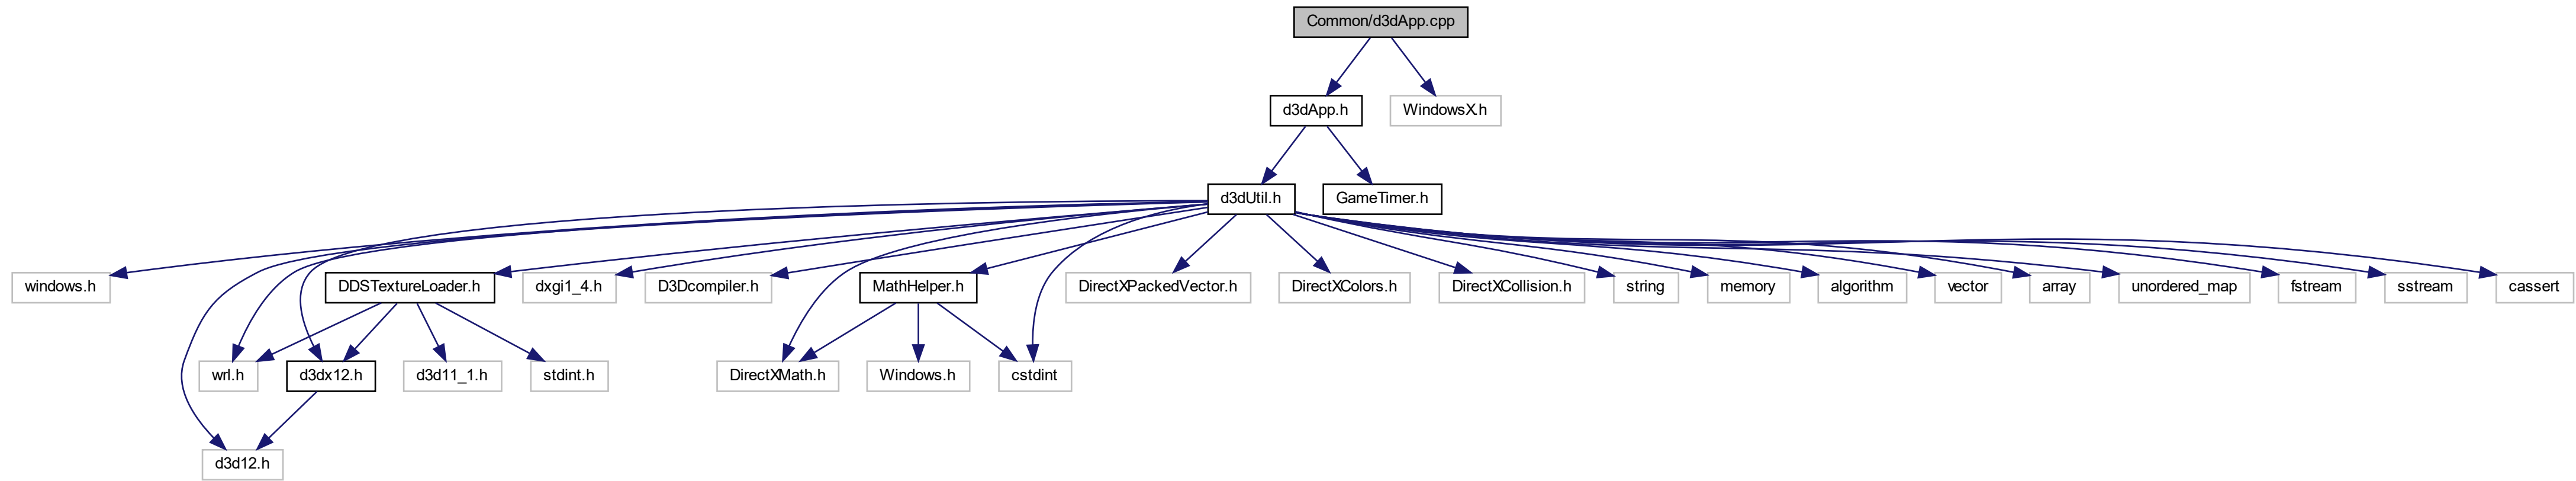 Common/d3dApp.cpp
d3dApp.h
WindowsX.h
d3dUtil.h
GameTimer.h
windows.h
DDSTextureLoader.h
dxgi1_4.h
D3Dcompiler.h
MathHelper.h
DirectXPackedVector.h
DirectXColors.h
DirectXCollision.h
string
memory
algorithm
vector
array
unordered_map
fstream
sstream
cassert
wrl.h
d3dx12.h
d3d11_1.h
stdint.h
DirectXMath.h
Windows.h
cstdint
d3d12.h